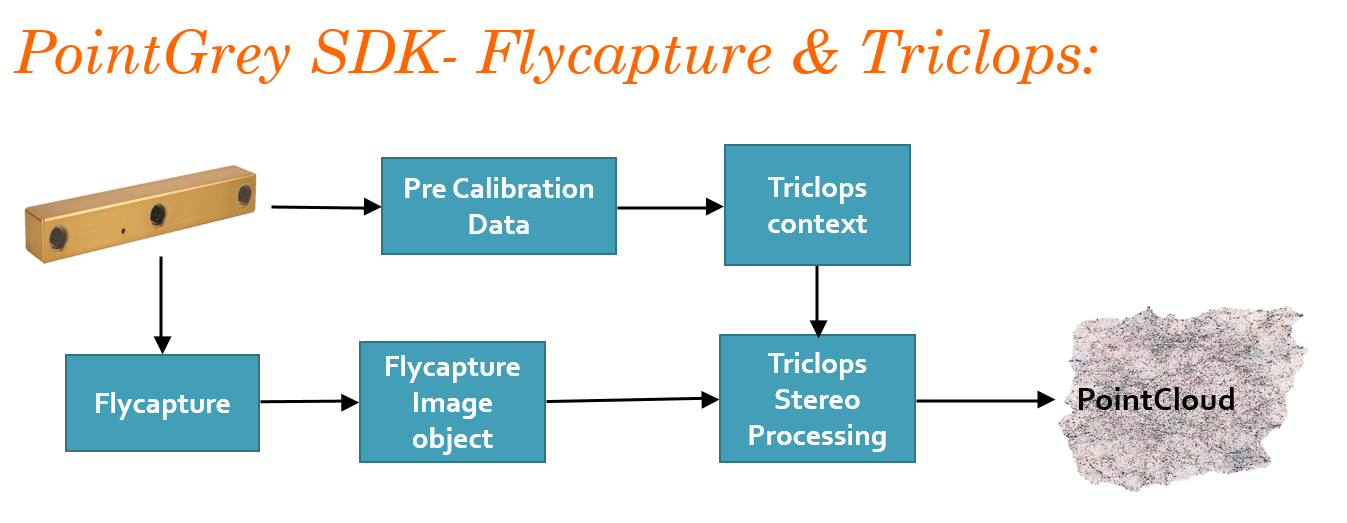 PointGrey SDK- Flycapture & Triclops:
Pre Calibration
Data
Triclops
context
Flycapture
Flycapture
Image
object
Triclops
Stereo
Processing
PointCloud